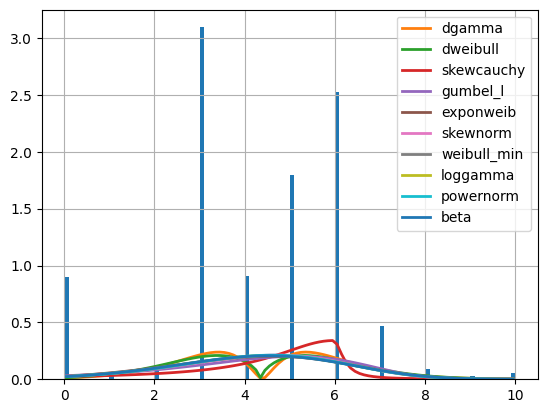 3.0
2.5
2.0
1.5
1.0
0.5
0.0
0
2
4
6
8
10
dgamma
dweibull
skewcauchy
gumbel_l
exponweib
skewnorm
weibull_min
loggamma
powernorm
beta